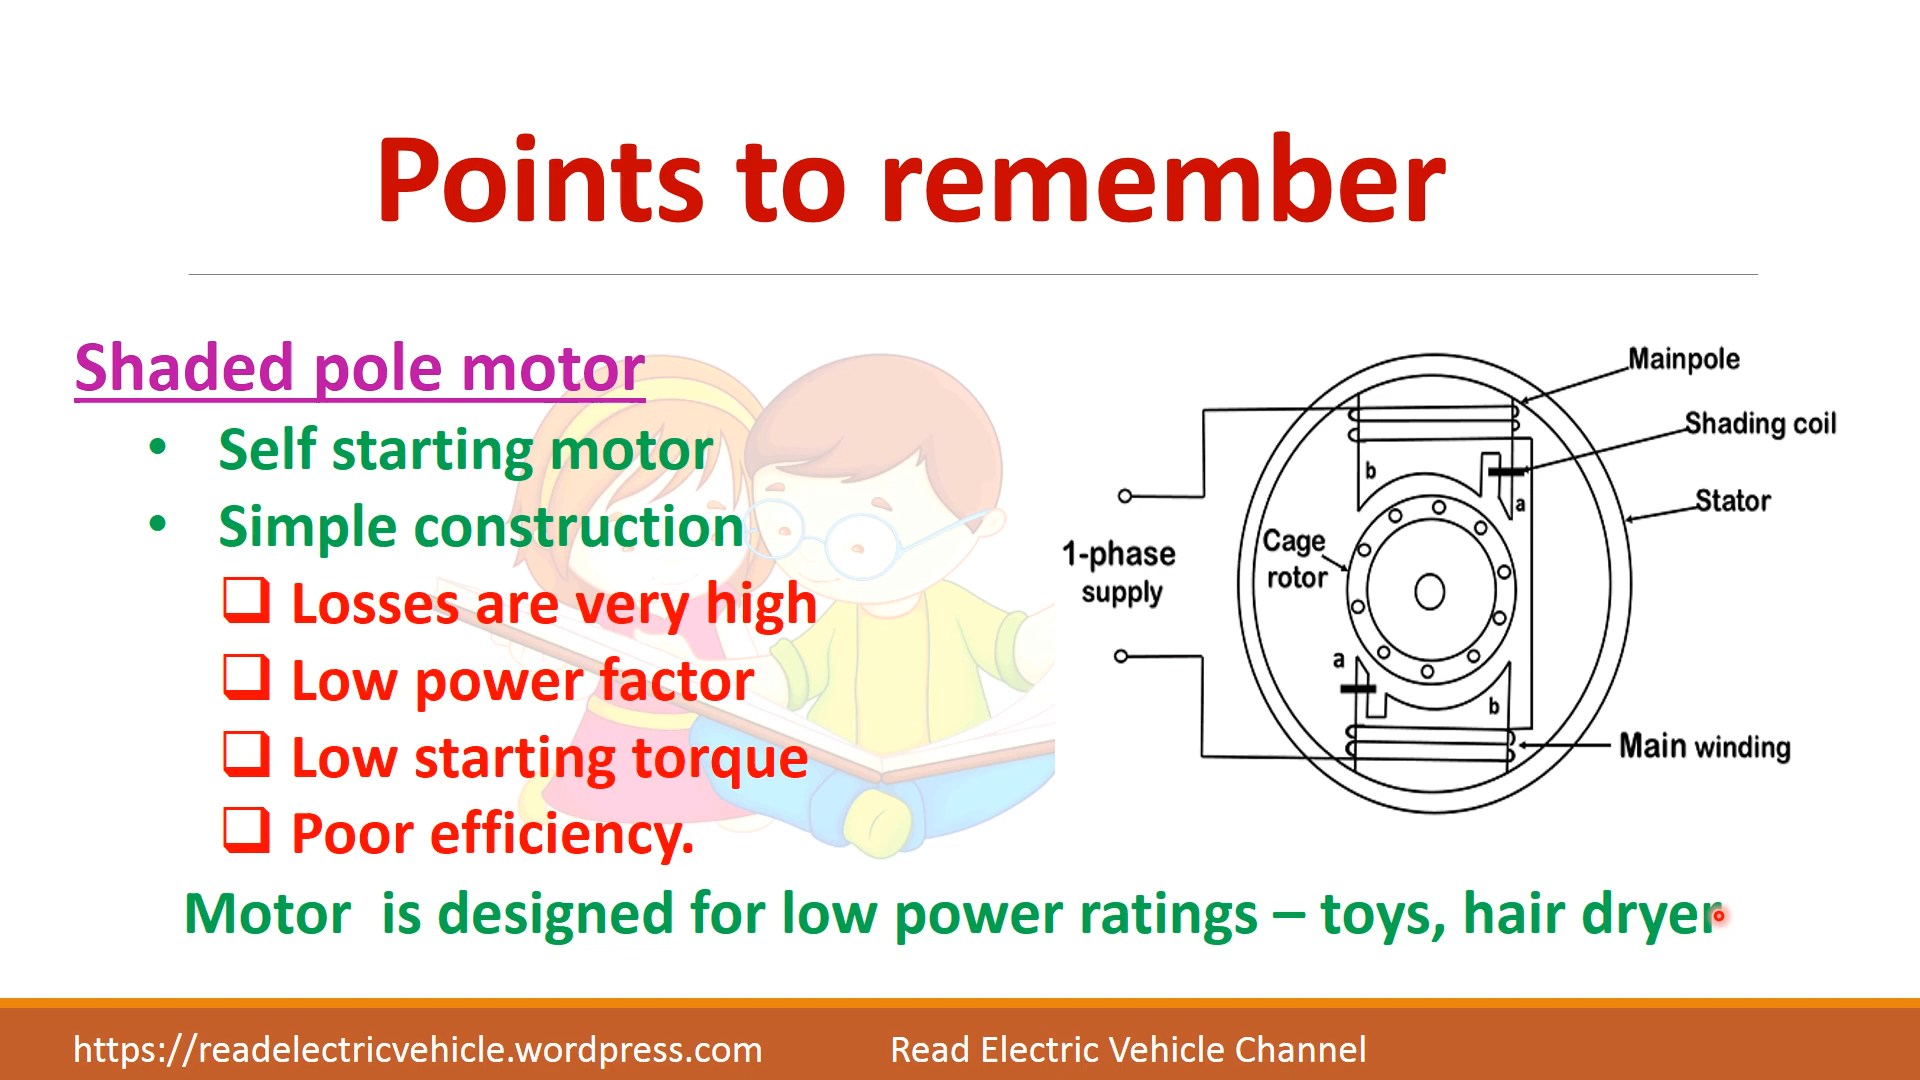 Points to remember
Shaded pole motor
• Self starting motor
• Simple construction
❑ Losses are very high
❑ Low power factor
❑ Low starting torque
❑ Poor efficiency.
Motor is designed for low power ratings – toys, hair dryer
Mainpole
Shading coil
Stator
b
a
Cage
rotor
1-phase
supply
a
b
Main winding
https://readelectricvehicle.wordpress.com
Read Electric Vehicle Channel